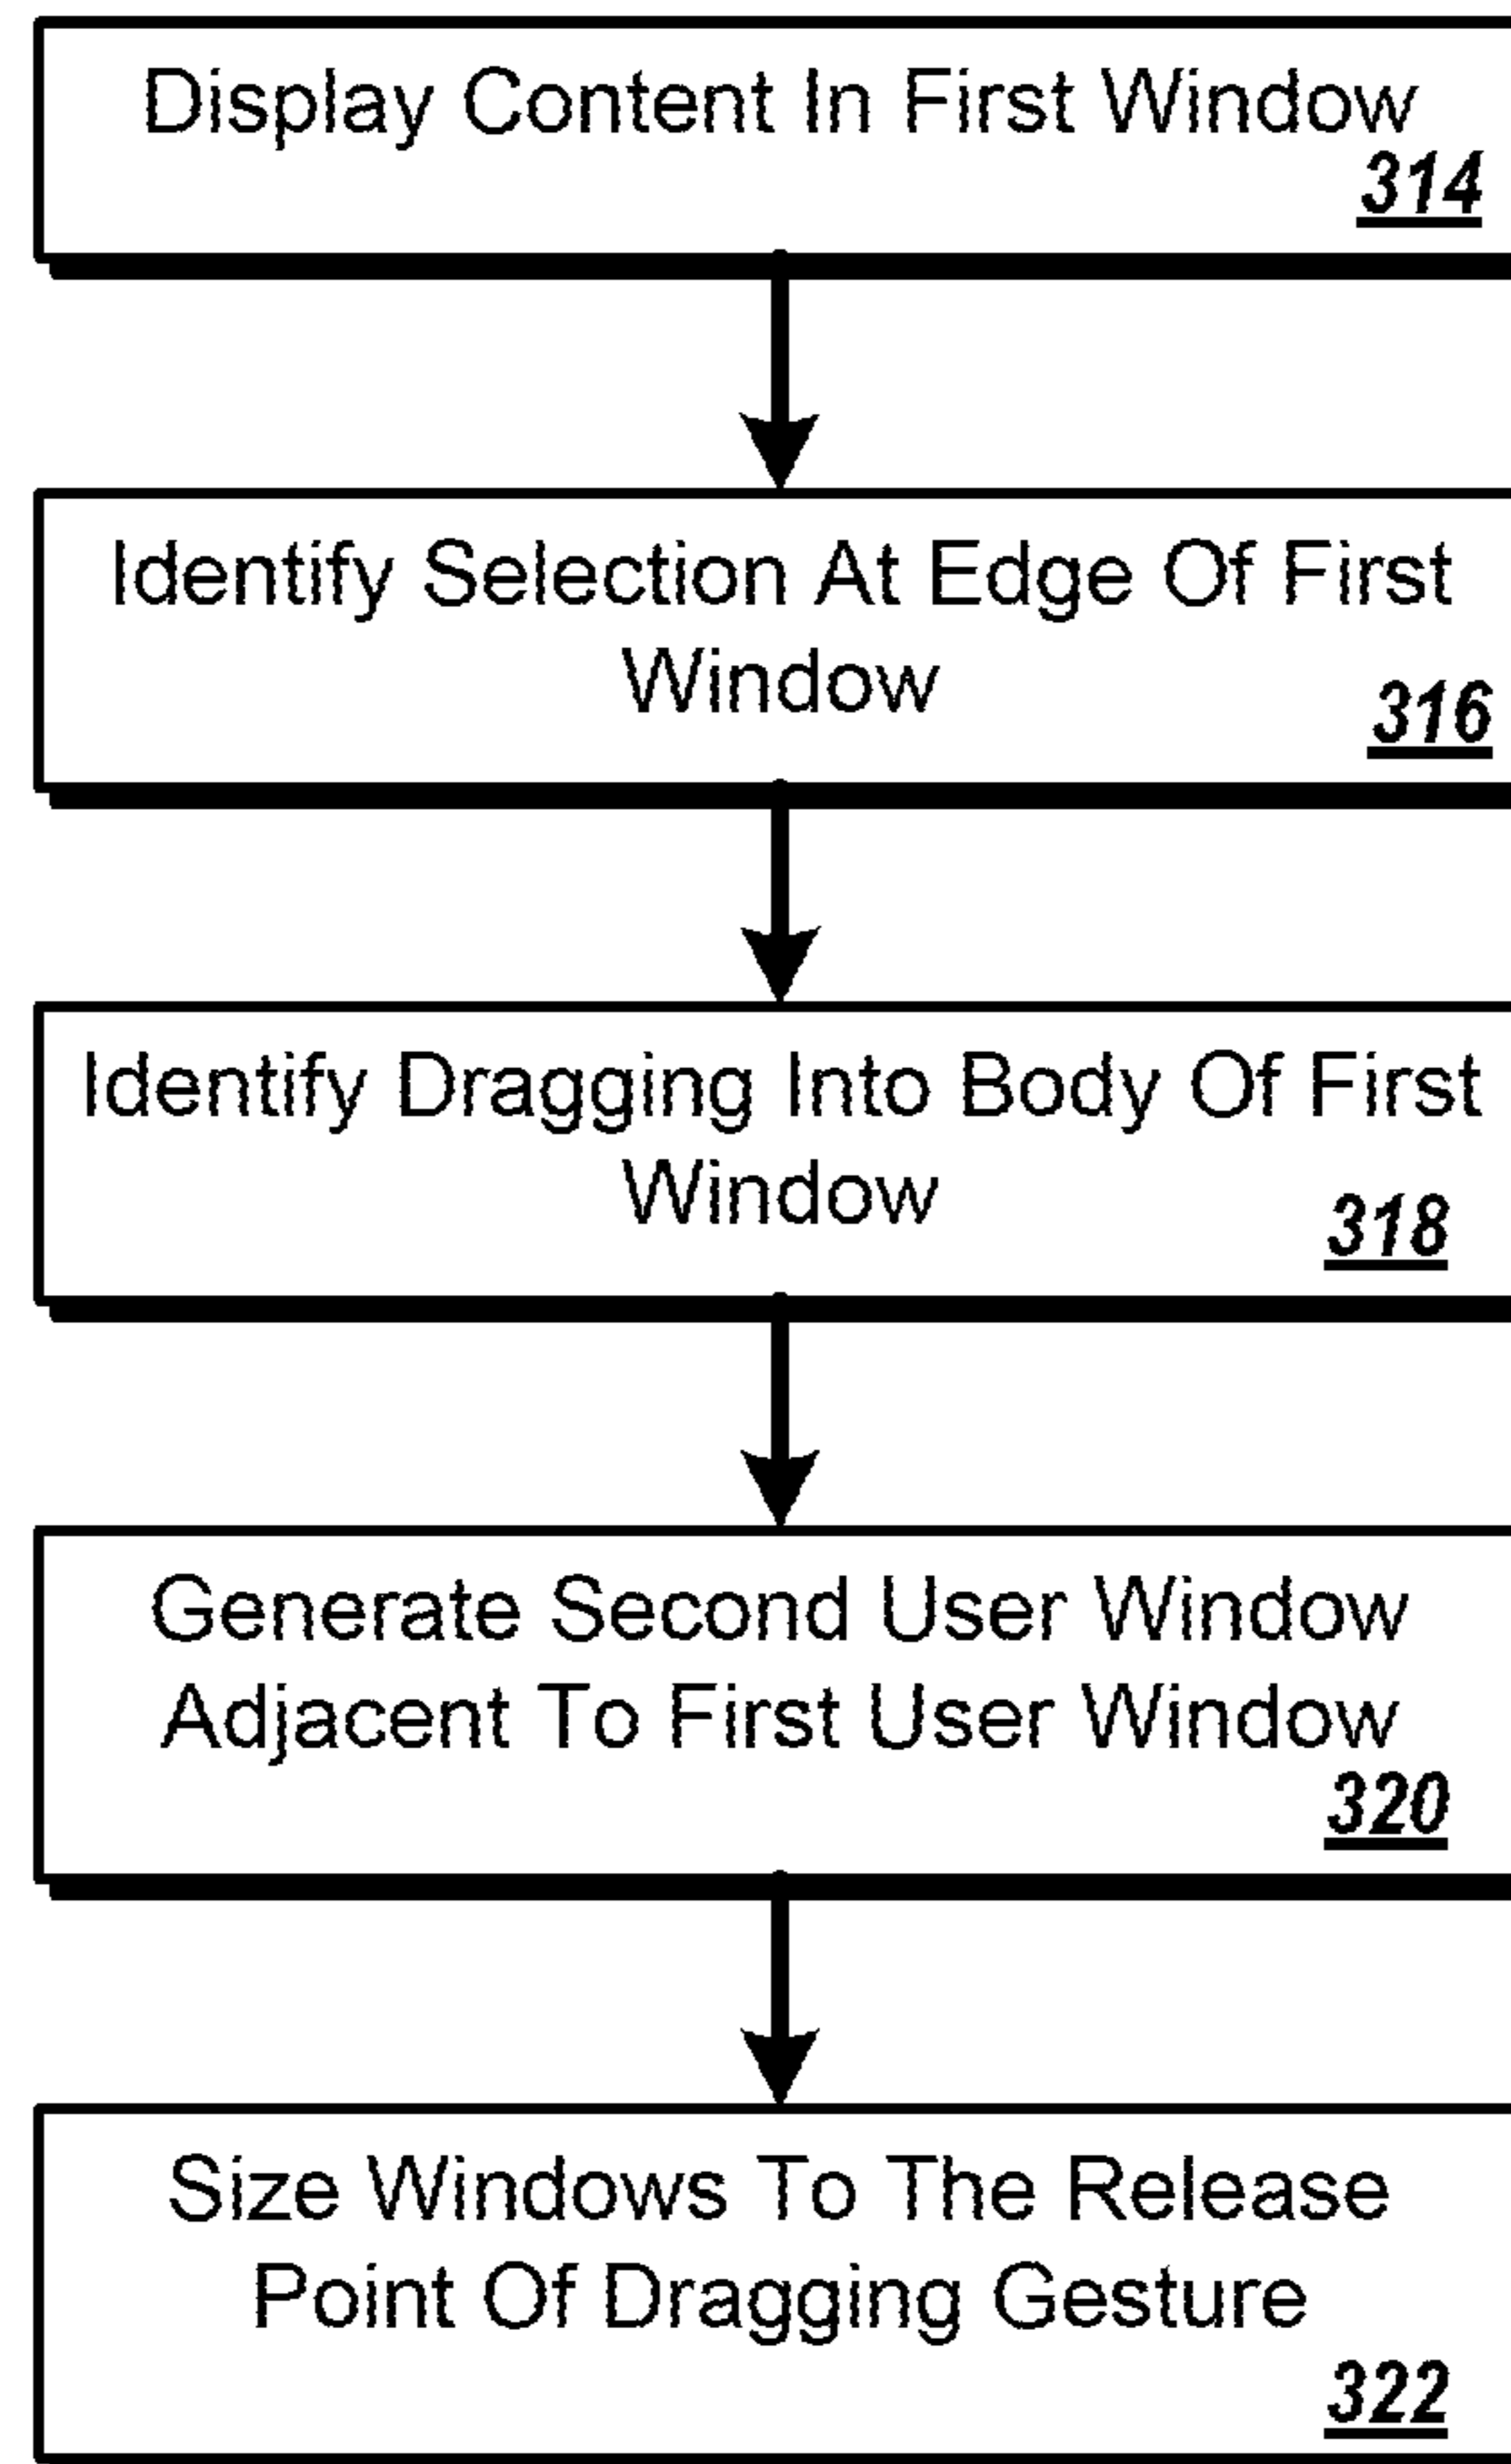 Display Content In First Window
314
Identify Selection At Edge Of First
Window
316
Identify Dragging Into Body Of First
Window
318
Generate Second User Window
Adjacent To First User Window
320
Size Windows To The Release
Point Of Dragging Gesture
322